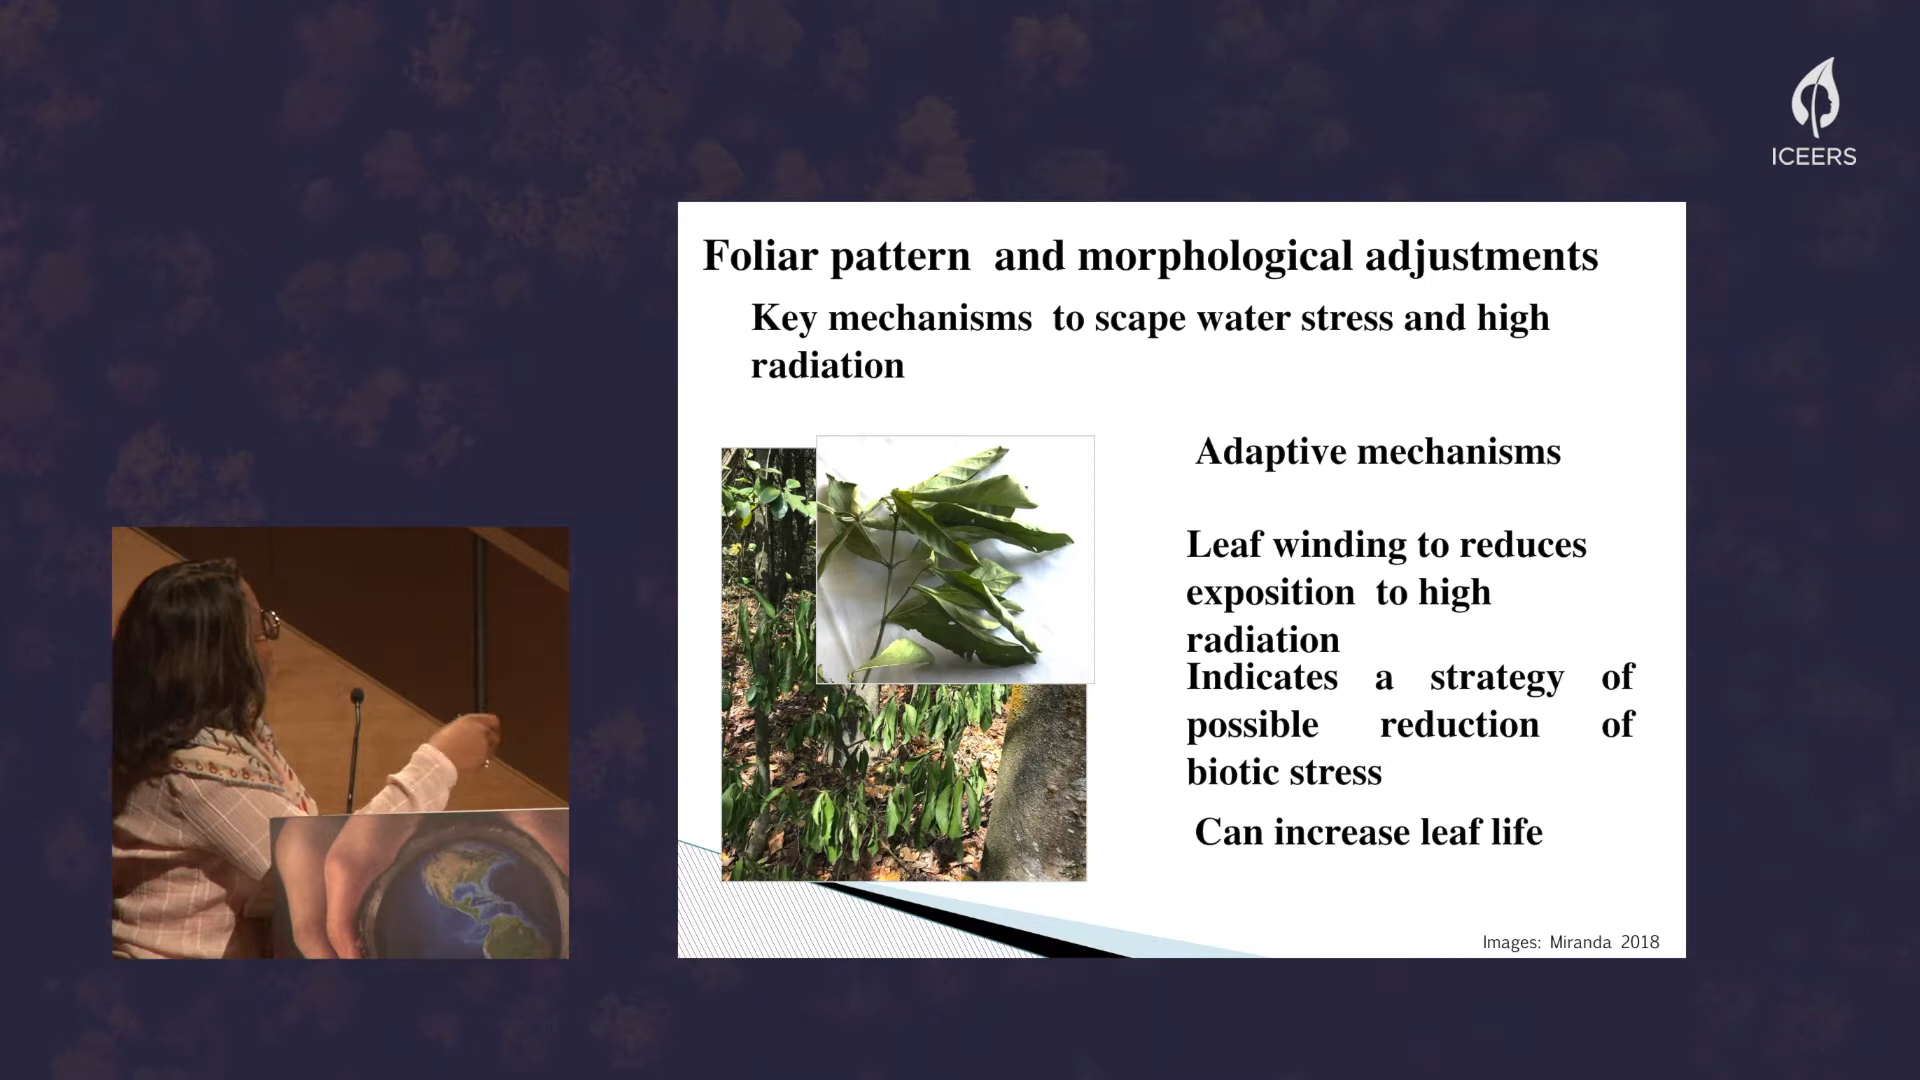 ICEERS
Foliar pattern and morphological adjustments
Key mechanisms to scape water stress and high
radiation
Adaptive mechanisms
Leaf winding to reduces
exposition to high
radiation
Indicates a strategy of
possible reduction of
biotic stress
Can increase leaf life
Images: Miranda 2018